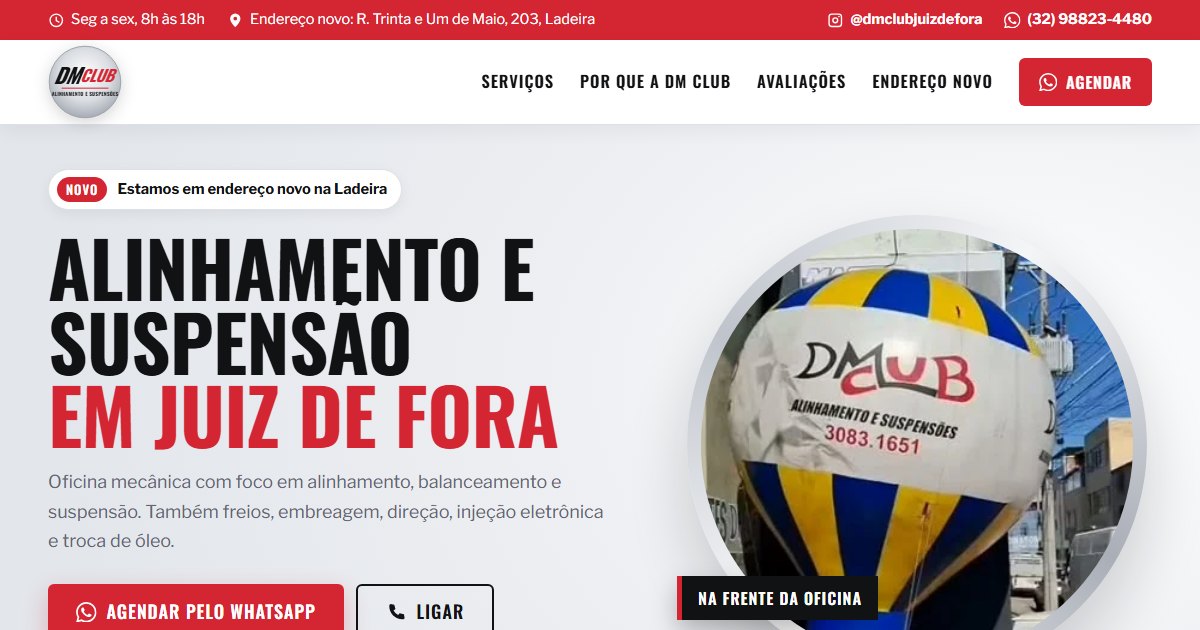 Seg a sex, 8h às 18h
Endereço novo: R. Trinta e Um de Maio, 203, Ladeira
@dmclubjuizdefora
(32) 98823-4480
DMCLUB
ALINHAMENTO E SUSPENSÕES
SERVIÇOS
POR QUE A DM CLUB
AVALIAÇÕES
ENDEREÇO NOVO
AGENDAR
NOVO
Estamos em endereço novo na Ladeira
ALINHAMENTO E
SUSPENSÃO
EM JUIZ DE FORA
Oficina mecânica com foco em alinhamento, balanceamento e
suspensão. Também freios, embreagem, direção, injeção eletrônica
e troca de óleo.
AGENDAR PELO WHATSAPP
LIGAR
DMCLUB
ALINHAMENTO E SUSPENSÕES
3083.1651
NA FRENTE DA OFICINA